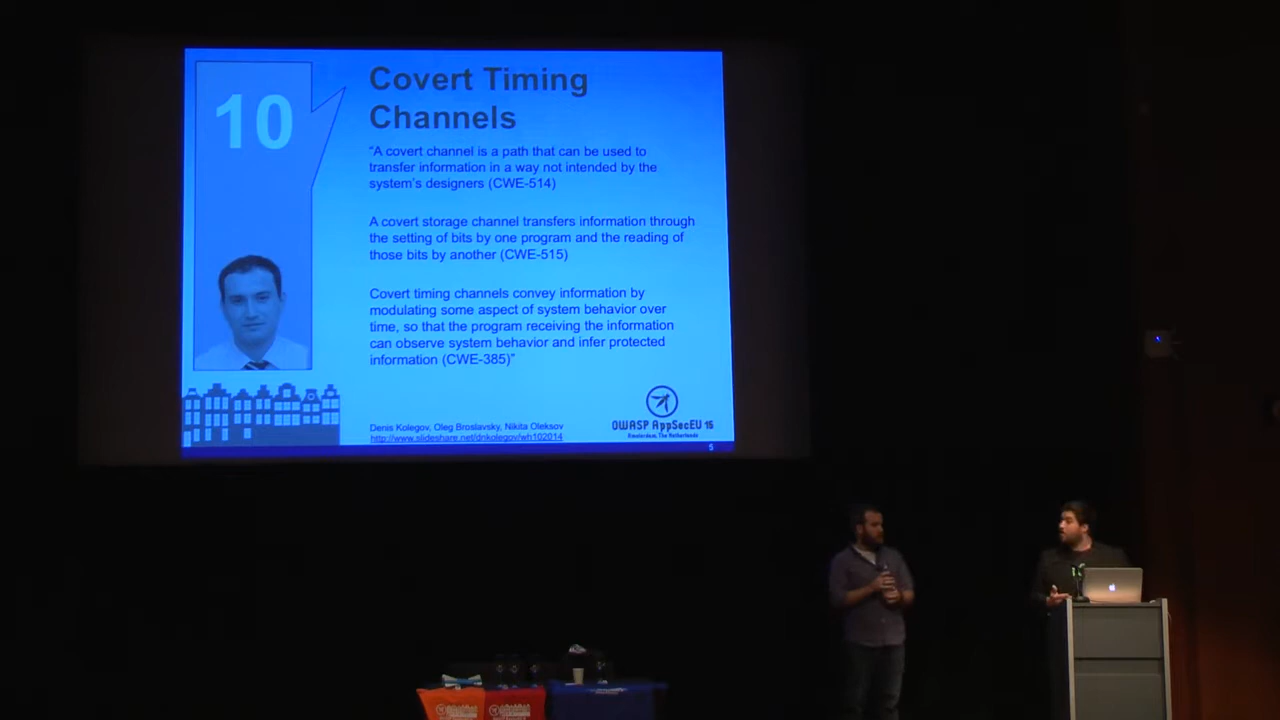 10
Covert Timing
Channels
“A covert channel is a path that can be used to
transfer information in a way not intended by the
system's designers (CWE-514)
A covert storage channel transfers information through
the setting of bits by one program and the reading of
those bits by another (CWE-515)
Covert timing channels convey information by
modulating some aspect of system behavior over
time, so that the program receiving the information
can observe system behavior and infer protected
information (CWE-385)”
Denis Kolegov, Oleg Broslavsky, Nikita Oleksov
http://www.slideshare.net/dnkolegov/wh102014
OWASP AppSecEU 15
Amsterdam, The Netherlands
5